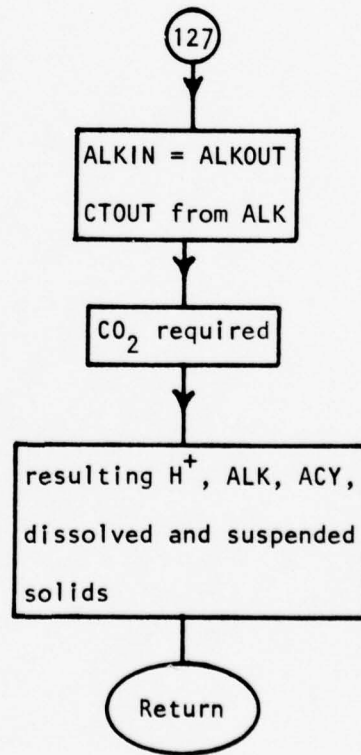 127
ALKIN = ALKOUT
CTOUT from ALK
CO₂ required
resulting H⁺, ALK, ACY,
dissolved and suspended
solids
Return